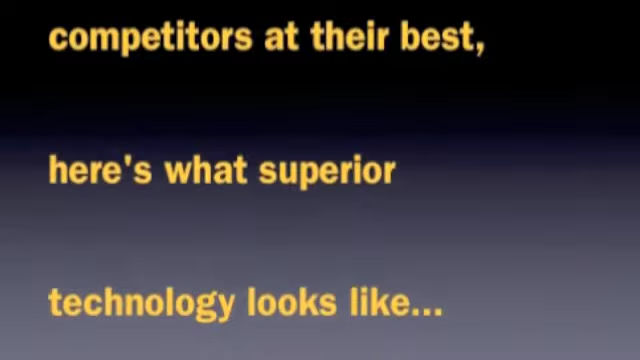 competitors at their best,
here's what superior
technology looks like...